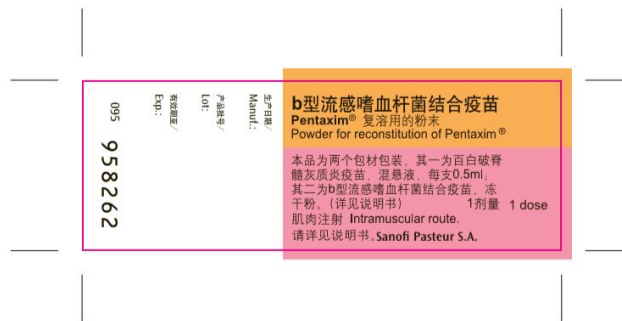 b型流感嗜血杆菌结合疫苗
Pentaxim® 复溶用的粉末
Powder for reconstitution of Pentaxim®
本品为两个包材包装，其一为百白破脊
髓灰质炎疫苗，混悬液，每支0.5ml；
其二为b型流感嗜血杆菌结合疫苗，冻
干粉。(详见说明书) 1剂量 1 dose
肌肉注射 Intramuscular route.
请详见说明书。Sanofi Pasteur S.A.
生产日期/
Manuf.:
产品批号/
Lot:
有效期至/
Exp.:
095 958262